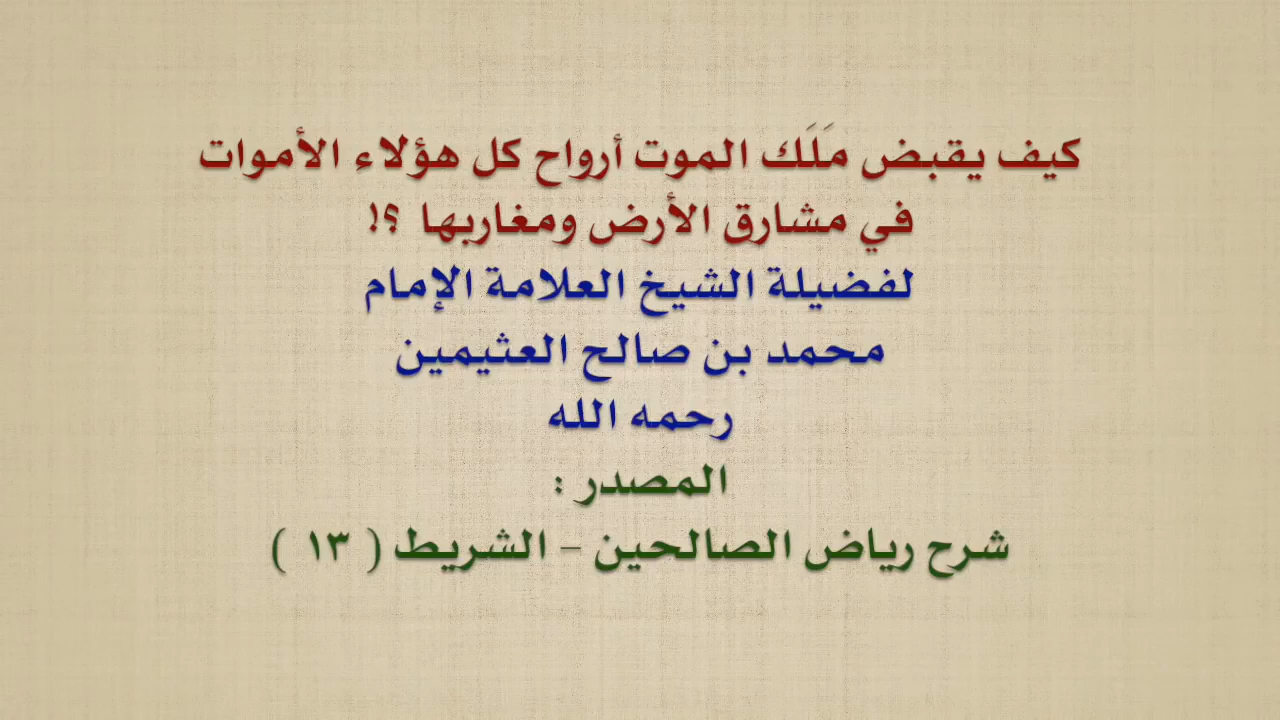 كيف يقبض مَلَك الموت أرواح كل هؤلاء الأموات
في مشارق الأرض ومغاربها ؟!
لفضيلة الشيخ العلامة الإمام
محمد بن صالح العثيمين
رحمه الله
المصدر :
شرح رياض الصالحين - الشريط ( ١٣ )